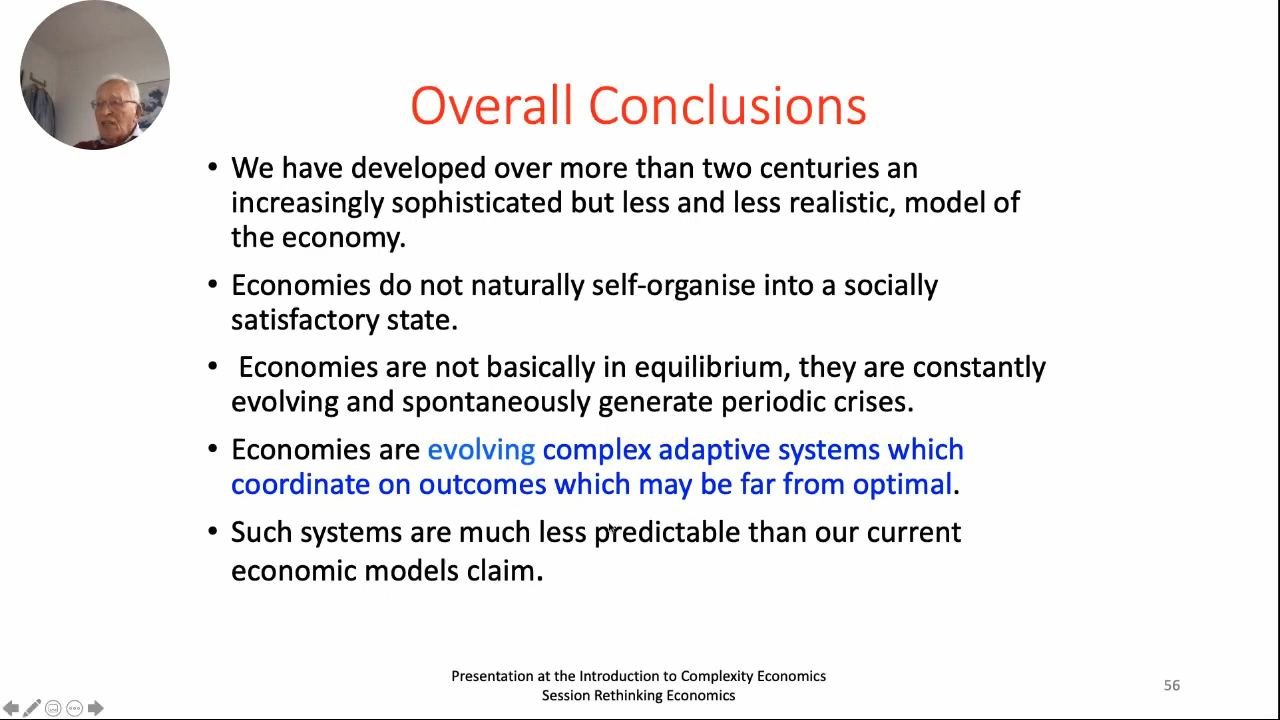 Overall Conclusions
• We have developed over more than two centuries an
increasingly sophisticated but less and less realistic, model of
the economy.
• Economies do not naturally self-organise into a socially
satisfactory state.
• Economies are not basically in equilibrium, they are constantly
evolving and spontaneously generate periodic crises.
• Economies are evolving complex adaptive systems which
coordinate on outcomes which may be far from optimal.
• Such systems are much less predictable than our current
economic models claim.
Presentation at the Introduction to Complexity Economics
Session Rethinking Economics
56